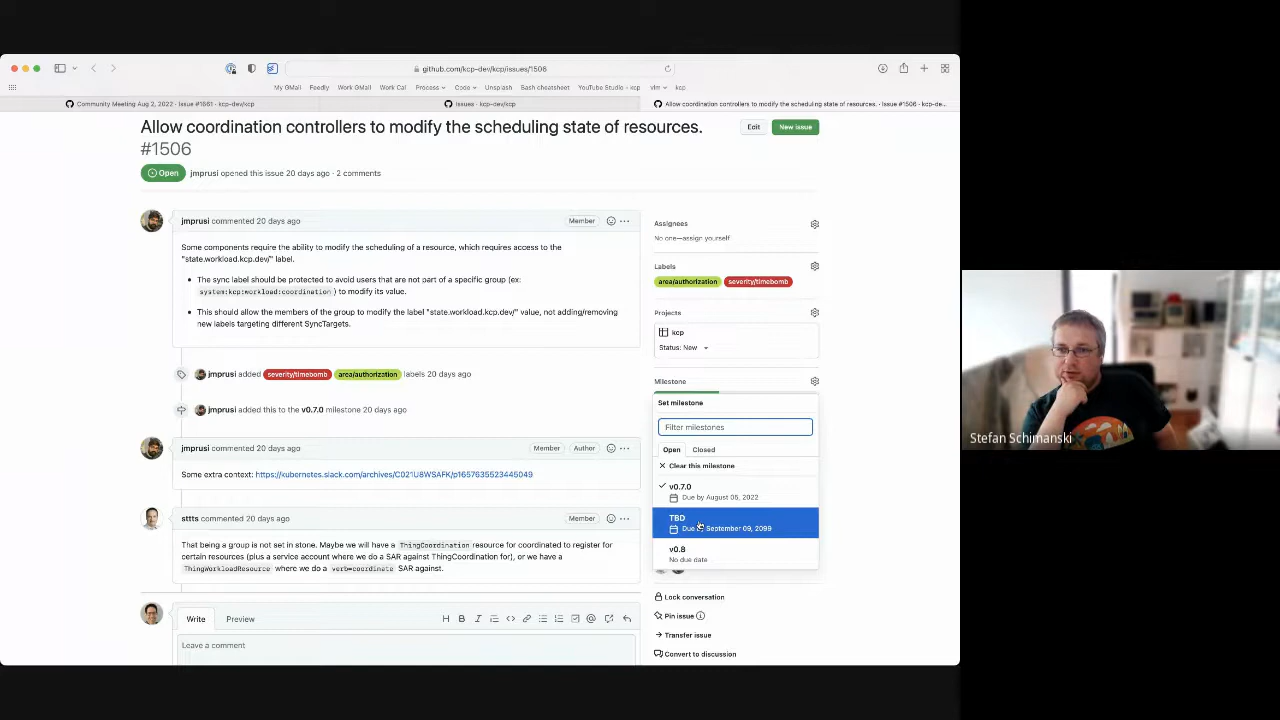 github.com/kcp-dev/kcp/issues/1506
My GMail Feedly Work GMail Work Cal Process Code Unsplash Bash cheatsheet YouTube Studio - kcp vim kcp
Community Meeting Aug 2, 2022 · Issue #1661 · kcp-dev/kcp
Issues · kcp-dev/kcp
Allow coordination controllers to modify the scheduling state of resources. · Issue #1506 · kcp-de...
Allow coordination controllers to modify the scheduling state of resources.
#1506
Edit
New issue
Open
jmprusi opened this issue 20 days ago · 2 comments
jmprusi commented 20 days ago
Member
Some components require the ability to modify the scheduling of a resource, which requires access to the
"state.workload.kcp.dev/" label.
The sync label should be protected to avoid users that are not part of a specific group (ex:
system:kcp:workload:coordination ) to modify its value.
This should allow the members of the group to modify the label "state.workload.kcp.dev/" value, not adding/removing
new labels targeting different SyncTargets.
jmprusi added severity/timebomb area/authorization labels 20 days ago
jmprusi added this to the v0.7.0 milestone 20 days ago
jmprusi commented 20 days ago
Member
Author
Some extra context: https://kubernetes.slack.com/archives/C021U8WSAFK/p1657635523445049
sttts commented 20 days ago
Member
That being a group is not set in stone. Maybe we will have a ThingCoordination resource for coordinated to register for
certain resources (plus a service account where we do a SAR against ThingCoordination for), or we have a
ThingWorkloadResource where we do a verb=coordinate SAR against.
Write
Preview
Leave a comment
Assignees
No one—assign yourself
Labels
area/authorization severity/timebomb
Projects
kcp
Status: New
Milestone
Set milestone
Filter milestones
Open
Closed
Clear this milestone
v0.7.0
Due by August 05, 2022
TBD
September 09, 2099
v0.8
No due date
Lock conversation
Pin issue
Transfer issue
Convert to discussion
Stefan Schimanski